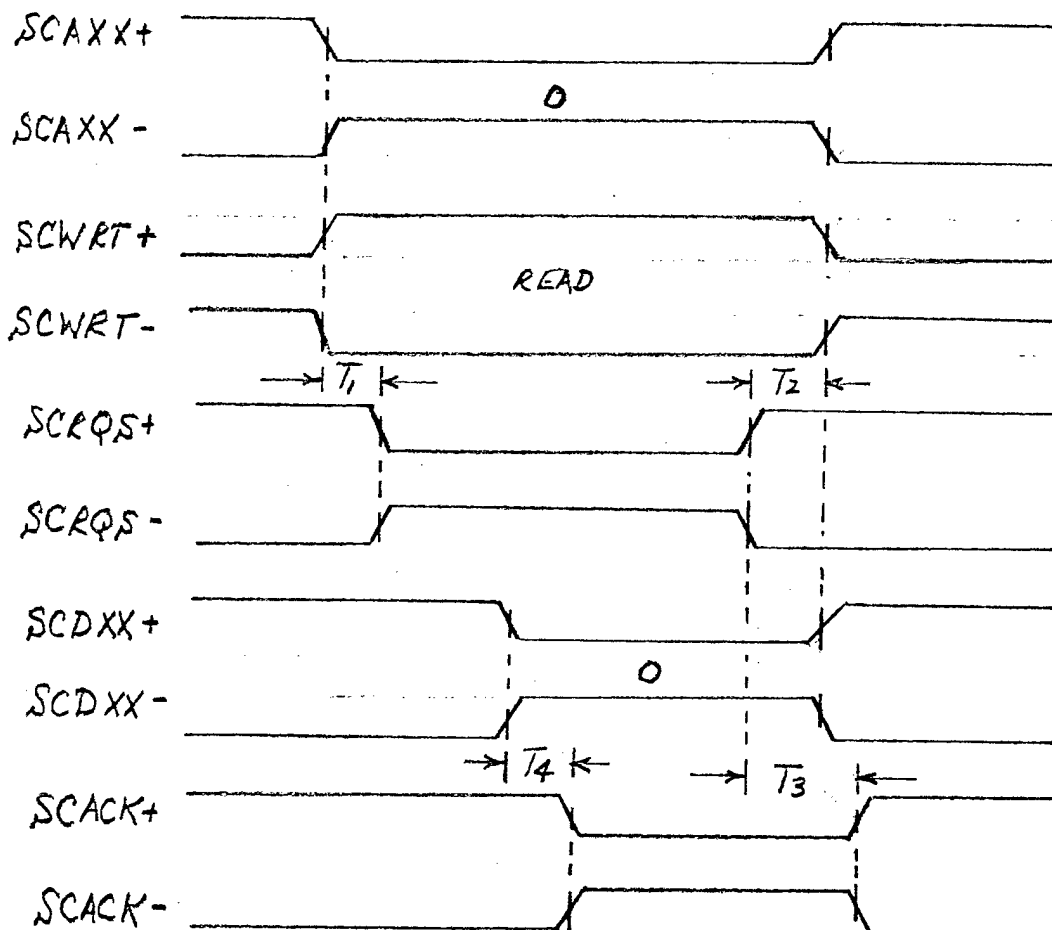 SCAXX+
O
SCAXX-
SCWRT+
READ
SCWRT-
T1 T2
SCRQS+
SCRQS-
SCDXX+
O
SCDXX-
T4 T3
SCACK+
SCACK-